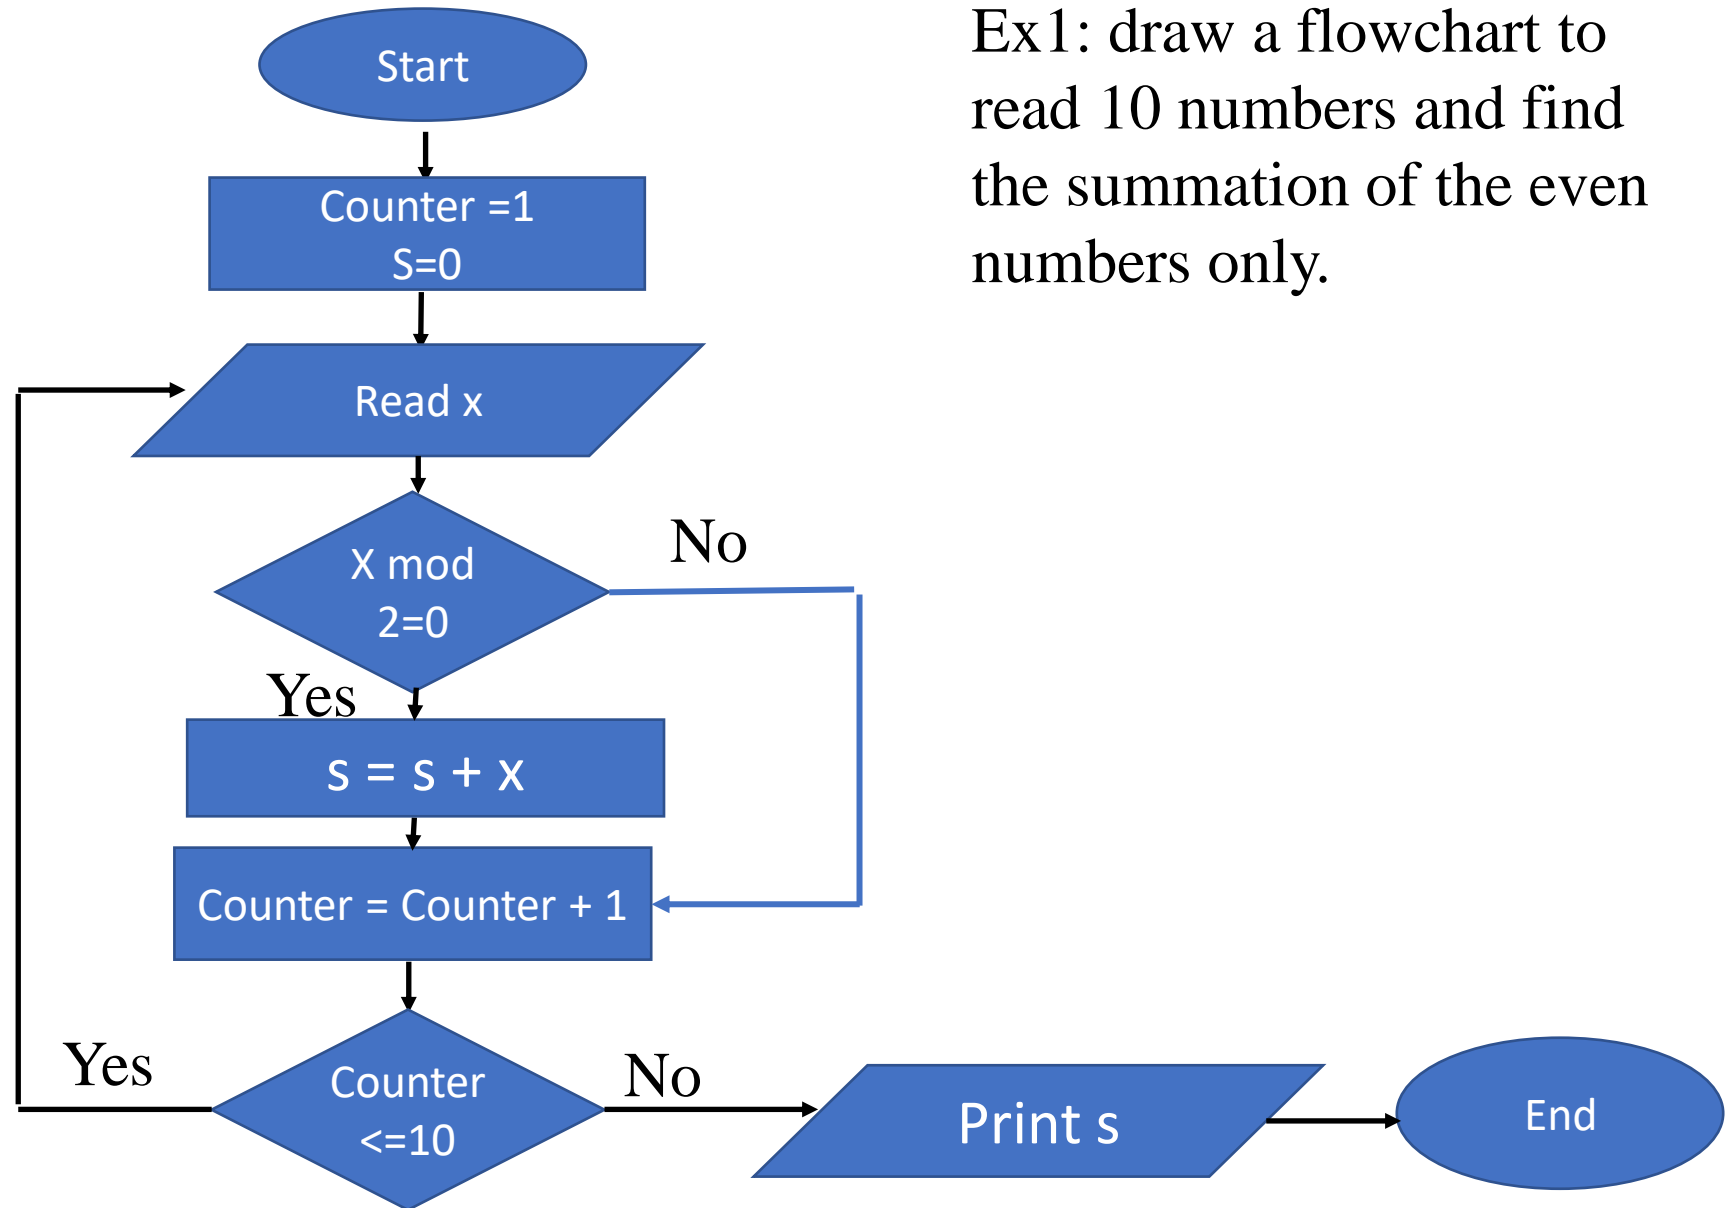 Ex1: draw a flowchart to
read 10 numbers and find
the summation of the even
numbers only.
Start
Counter =1
S=0
Read x
X mod
2=0
No
Yes
s = s + x
Counter = Counter + 1
Counter
<=10
Yes
No
Print s
End